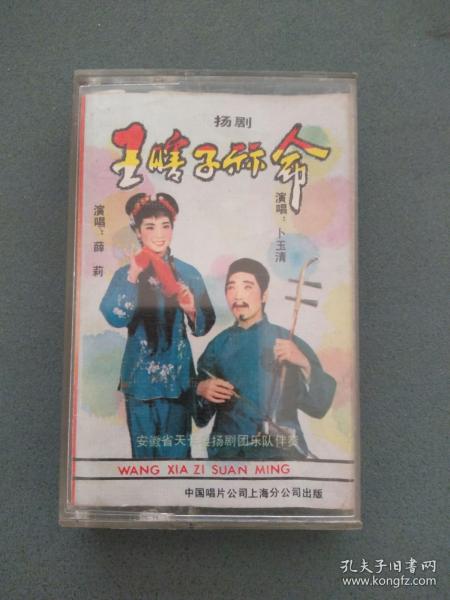 扬剧
王瞎子祘命
演唱：薛莉
演唱：卜玉清
安徽省天长县扬剧团乐队伴奏
WANG XIA ZI SUAN MING
中国唱片公司上海分公司出版
孔夫子旧书网
www.kongfz.com